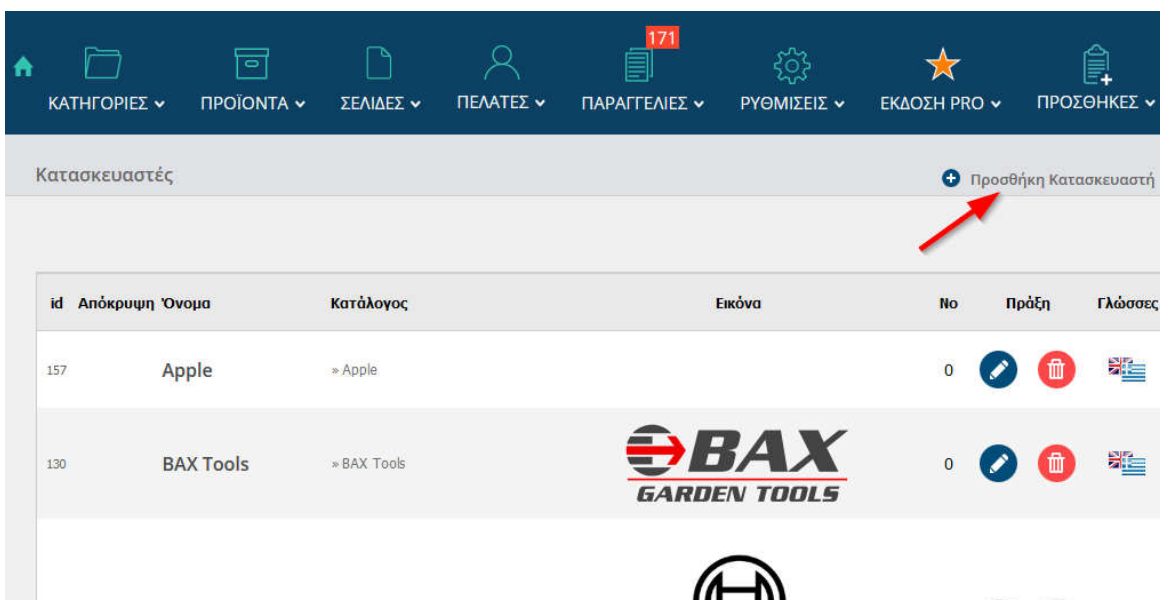 171
ΚΑΤΗΓΟΡΙΕΣ ΠΡΟΪΟΝΤΑ ΣΕΛΙΔΕΣ ΠΕΛΑΤΕΣ ΠΑΡΑΓΓΕΛΙΕΣ ΡΥΘΜΙΣΕΙΣ ΕΚΔΟΣΗ PRO ΠΡΟΣΘΗΚΕΣ
Κατασκευαστές Προσθήκη Κατασκευαστή
id Απόκρυψη Όνομα Κατάλογος Εικόνα No Πράξη Γλώσσες
157 Apple » Apple 0
130 BAX Tools » BAX Tools BAX 0
GARDEN TOOLS